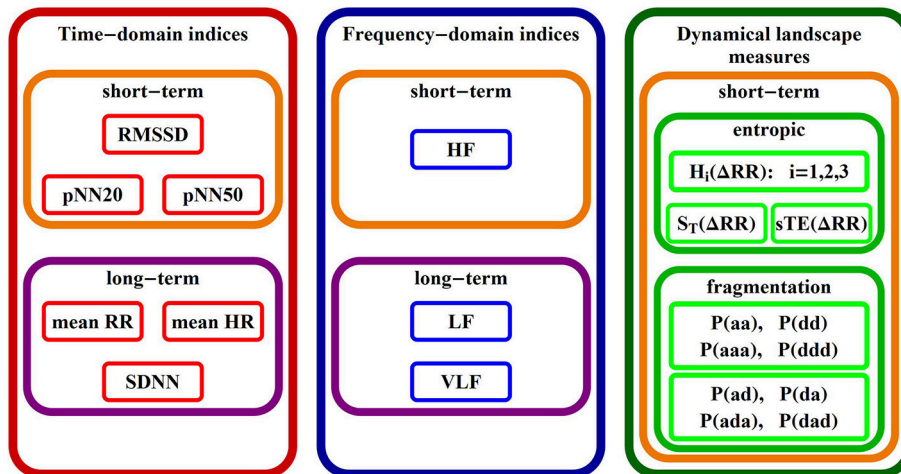 Time−domain indices
short−term
RMSSD
pNN20 pNN50
long−term
mean RR mean HR
SDNN
Frequency−domain indices
short−term
HF
long−term
LF
VLF
Dynamical landscape
measures
short−term
entropic
Hᵢ(ΔRR): i=1,2,3
S_T(ΔRR) sTE(ΔRR)
fragmentation
P(aa), P(dd)
P(aaa), P(ddd)
P(ad), P(da)
P(ada), P(dad)